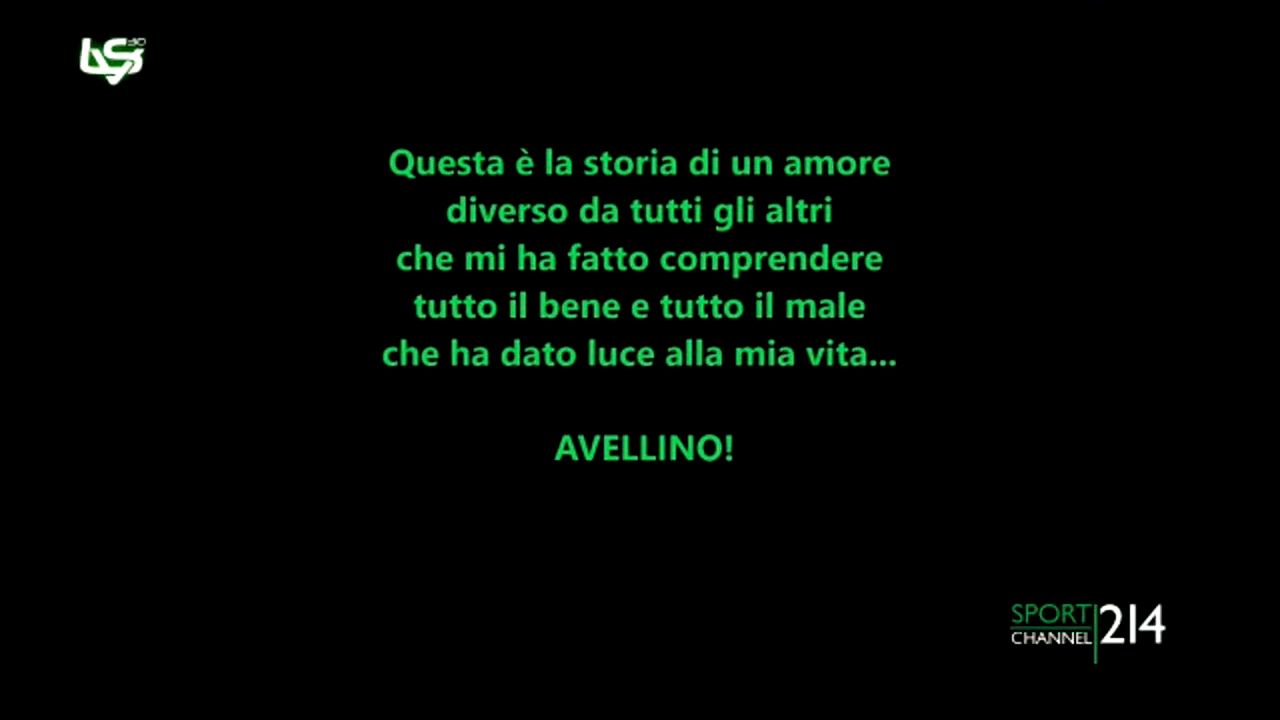 Questa è la storia di un amore
diverso da tutti gli altri
che mi ha fatto comprendere
tutto il bene e tutto il male
che ha dato luce alla mia vita...
AVELLINO!
SPORT
CHANNEL
214